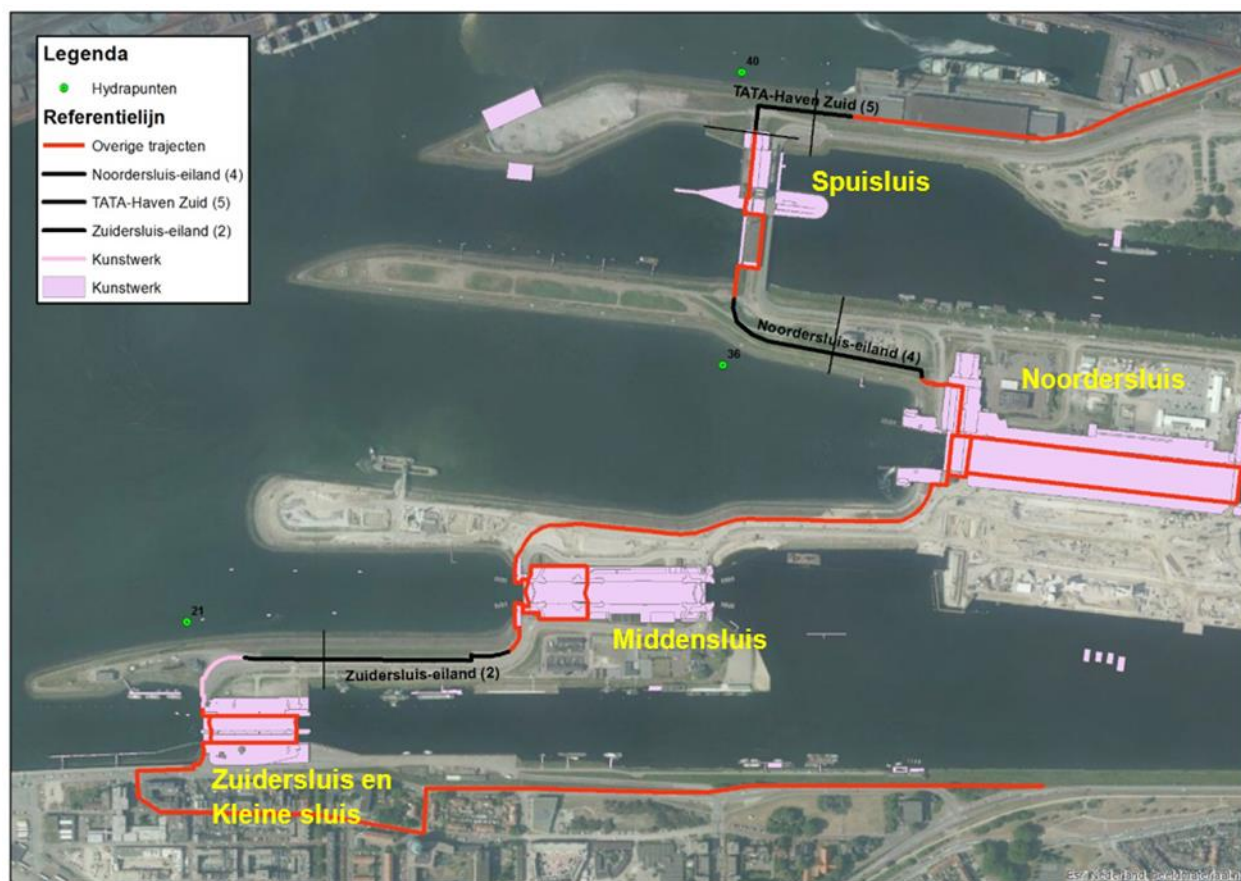 Legenda
Hydrapunten
Referentielijn
Overige trajecten
Noordersluis-eiland (4)
TATA-Haven Zuid (5)
Zuidersluis-eiland (2)
Kunstwerk
Kunstwerk
40
TATA-Haven Zuid (5)
Spuisluis
Noordersluis-eiland (4)
36
Noordersluis
21
Middensluis
Zuidersluis-eiland (2)
Zuidersluis en
Kleine sluis